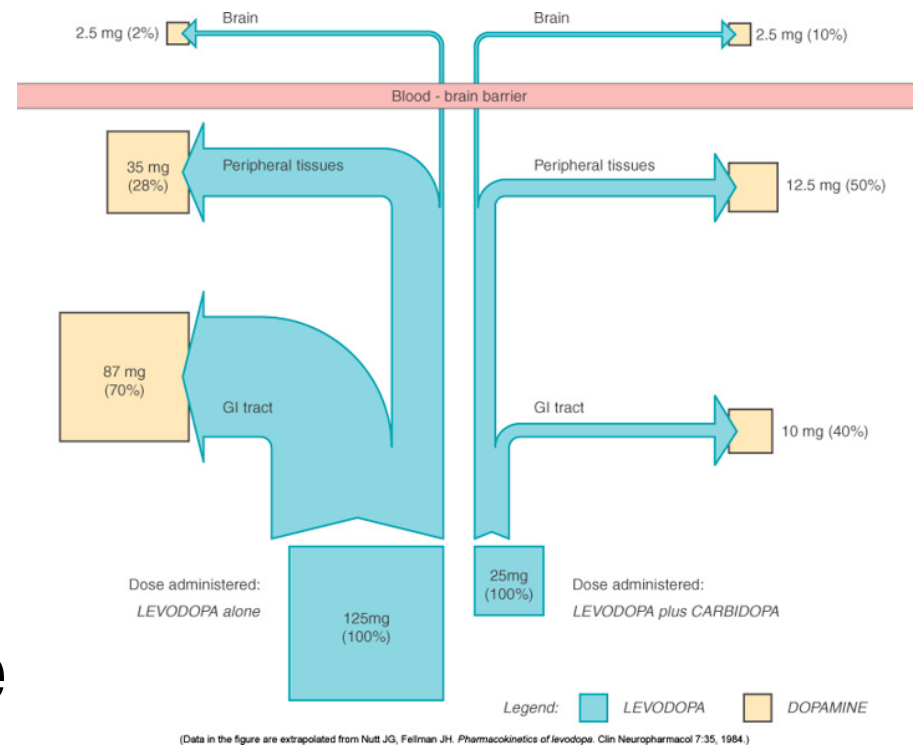 Brain
Brain
2.5 mg (2%)
2.5 mg (10%)
Blood - brain barrier
Peripheral tissues
Peripheral tissues
35 mg
(28%)
12.5 mg (50%)
87 mg
(70%)
GI tract
GI tract
10 mg (40%)
Dose administered:
LEVODOPA alone
125mg
(100%)
25mg
(100%)
Dose administered:
LEVODOPA plus CARBIDOPA
e
Legend:
LEVODOPA
DOPAMINE
(Data in the figure are extrapolated from Nutt JG, Fellman JH. Pharmacokinetics of levodopa. Clin Neuropharmacol 7:35, 1984.)